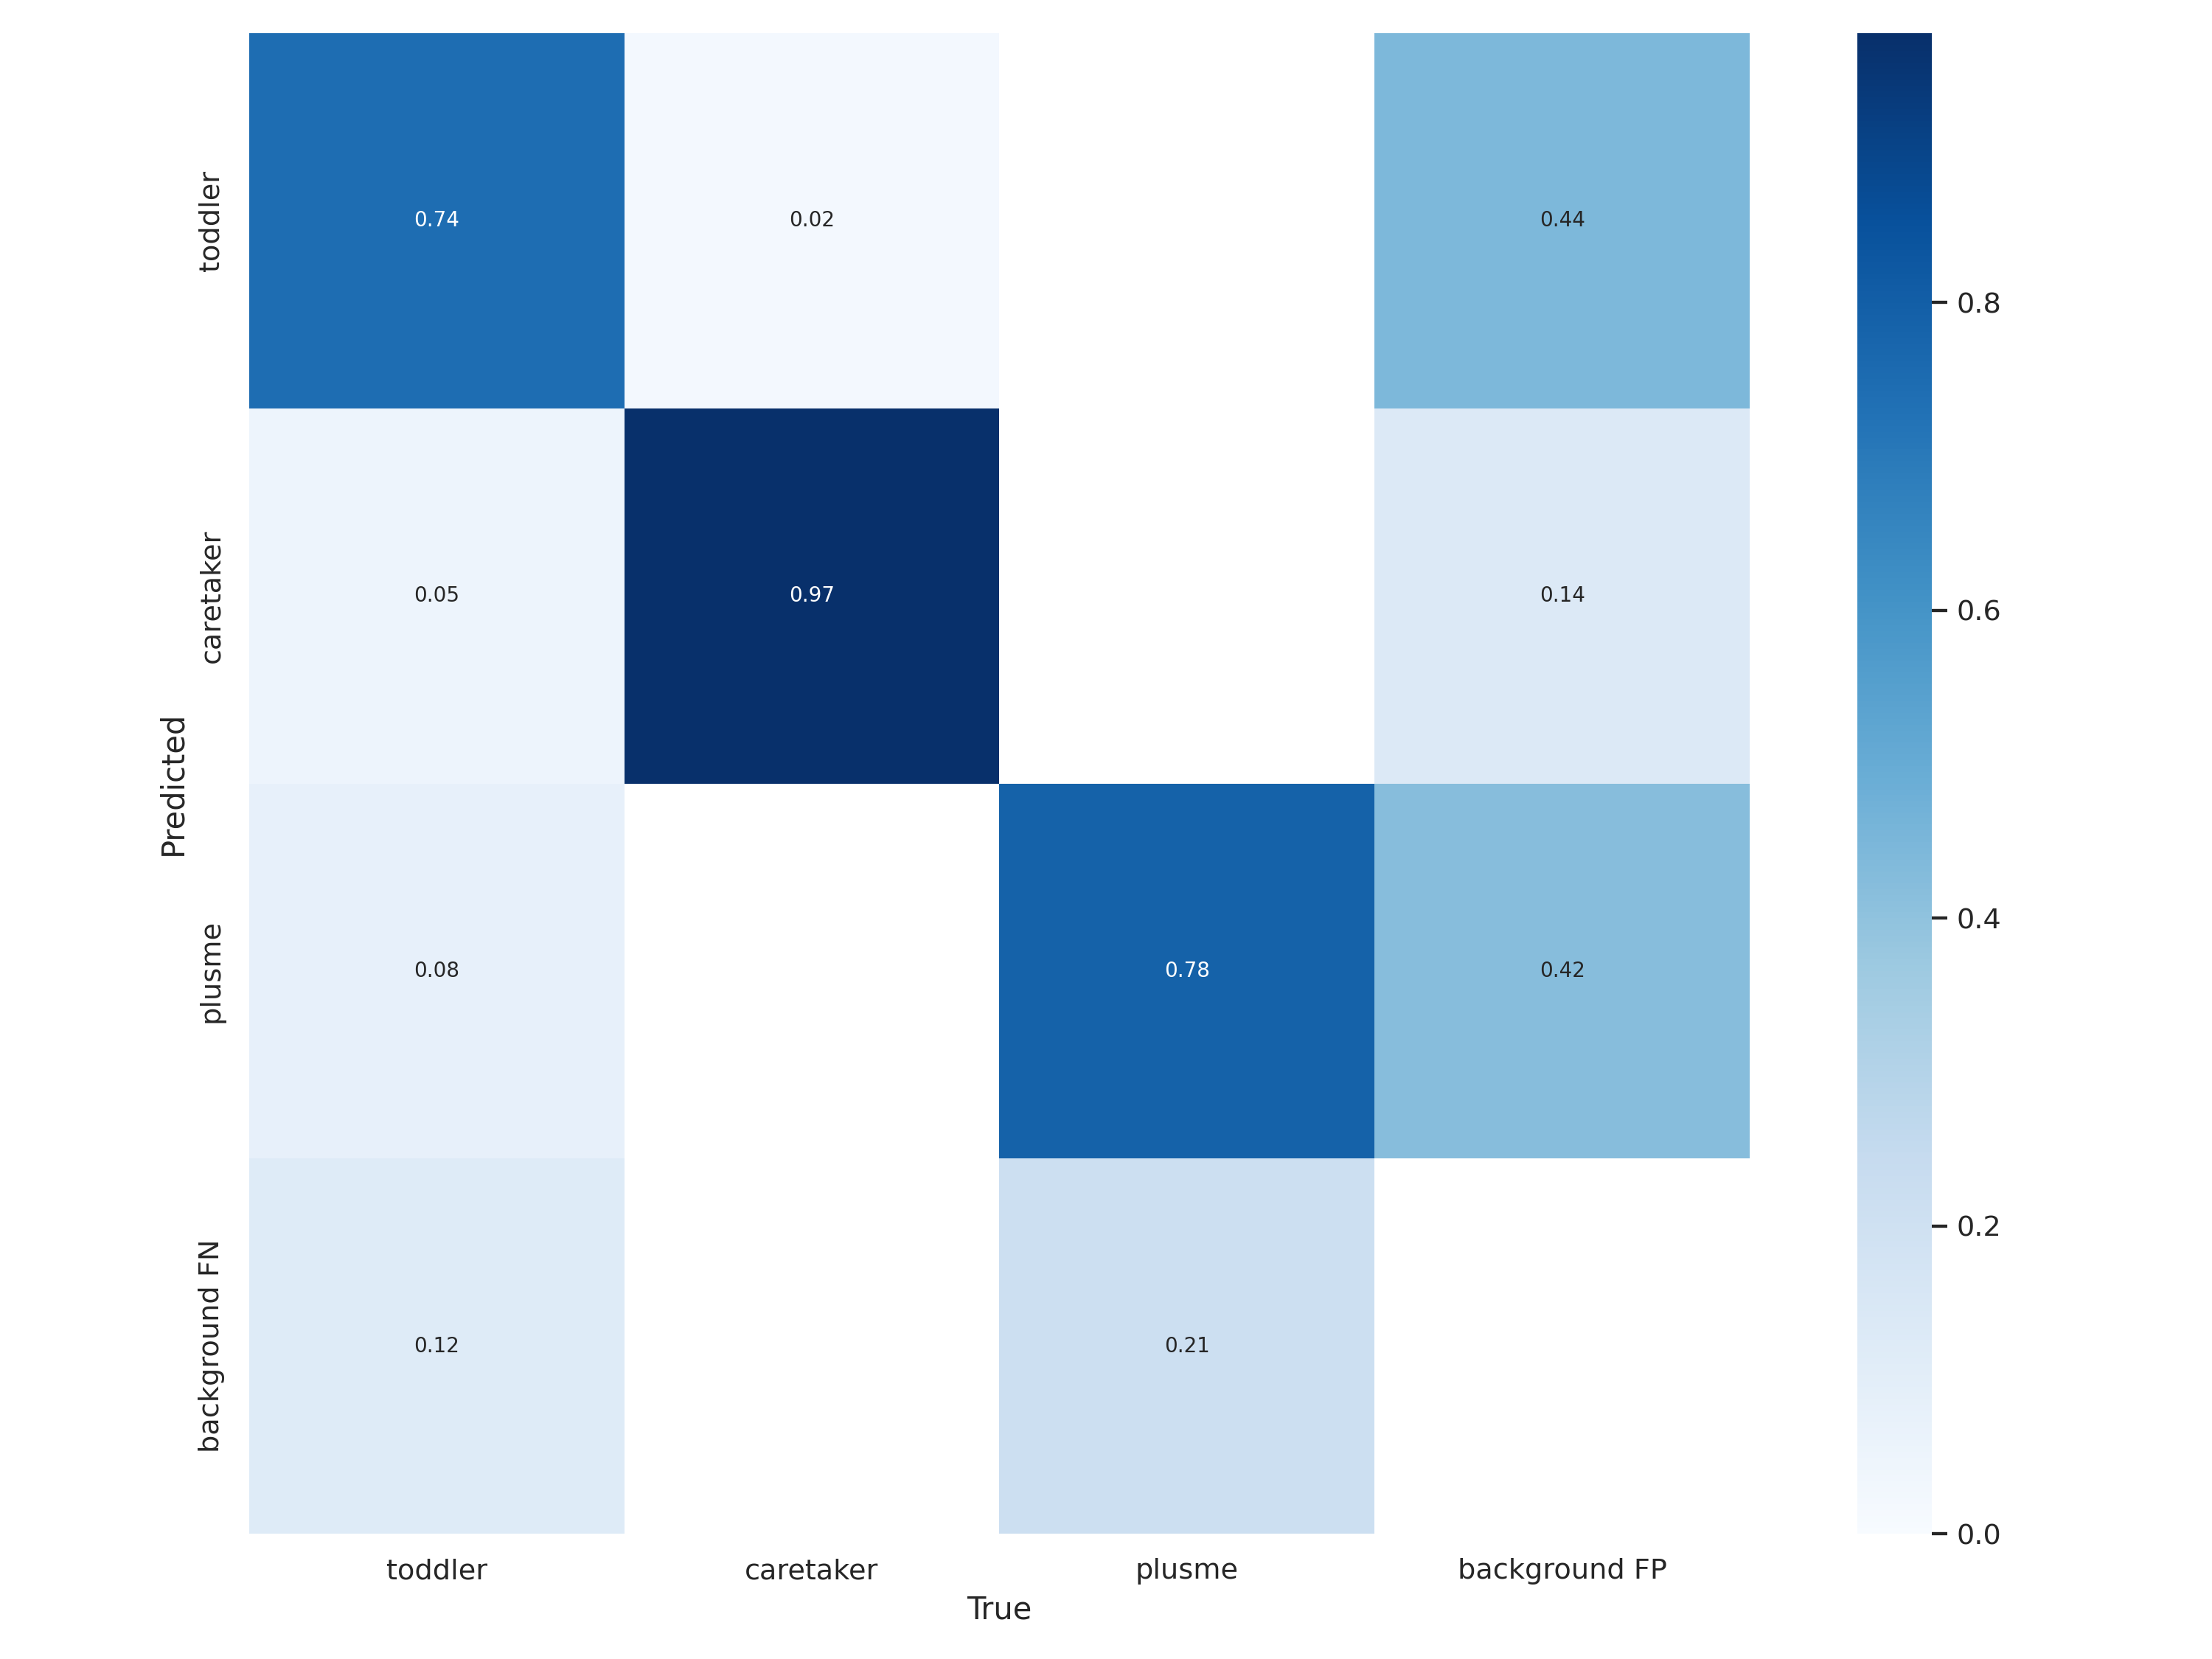 toddler
0.74
0.02
0.44
caretaker
0.05
0.97
0.14
plusme
0.08
0.78
0.42
background FN
0.12
0.21
Predicted
toddler
caretaker
plusme
background FP
True
0.8
0.6
0.4
0.2
0.0